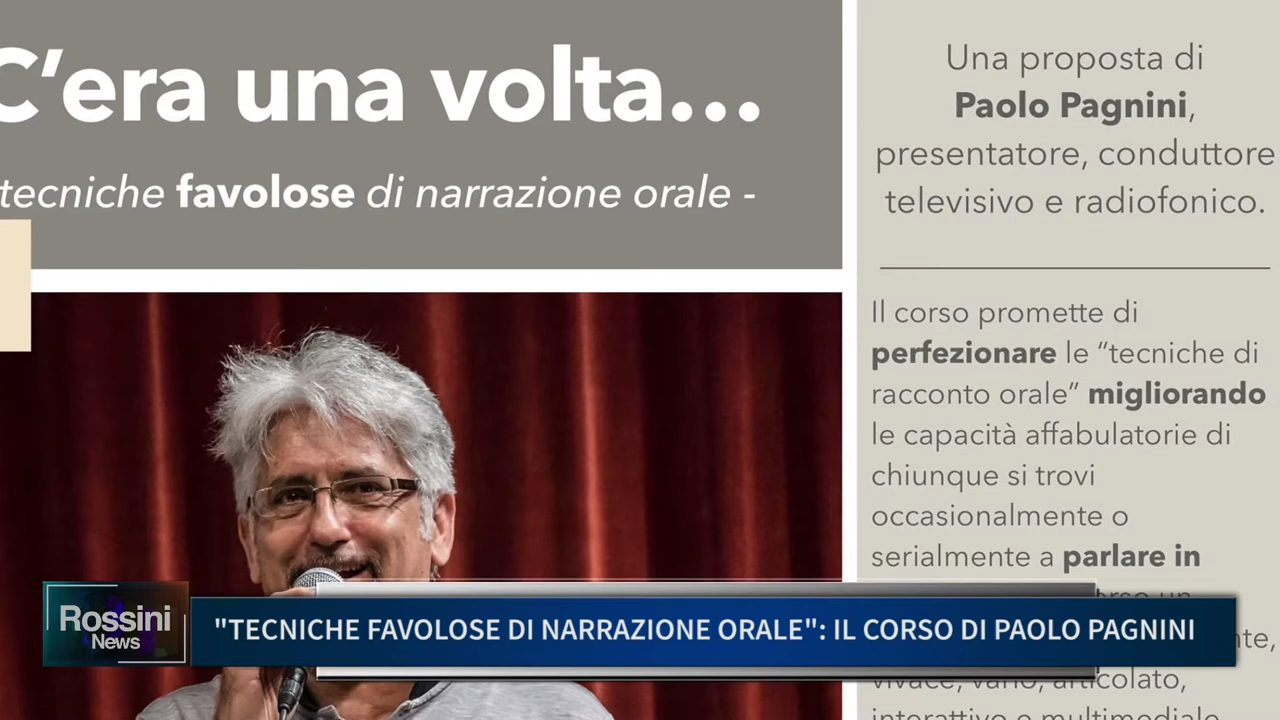 C'era una volta...
tecniche favolose di narrazione orale -
Una proposta di
Paolo Pagnini,
presentatore, conduttore
televisivo e radiofonico.
Il corso promette di
perfezionare le “tecniche di
racconto orale” migliorando
le capacità affabulatorie di
chiunque si trovi
occasionalmente o
serialmente a parlare in
vivace, vario, articolato,
interattivo e multimediale
Rossini
News
"TECNICHE FAVOLOSE DI NARRAZIONE ORALE": IL CORSO DI PAOLO PAGNINI